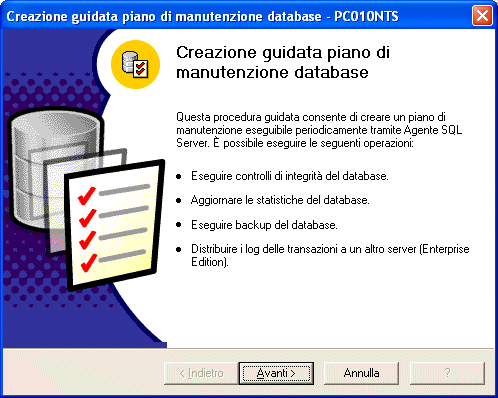 Creazione guidata piano di manutenzione database - PC010NTS
Creazione guidata piano di
manutenzione database
Questa procedura guidata consente di creare un piano di
manutenzione eseguibile periodicamente tramite Agente SQL
Server. È possibile eseguire le seguenti operazioni:
• Eseguire controlli di integrità del database.
• Aggiornare le statistiche del database.
• Eseguire backup del database.
• Distribuire i log delle transazioni a un altro server (Enterprise
Edition).
< Indietro Avanti > Annulla ?